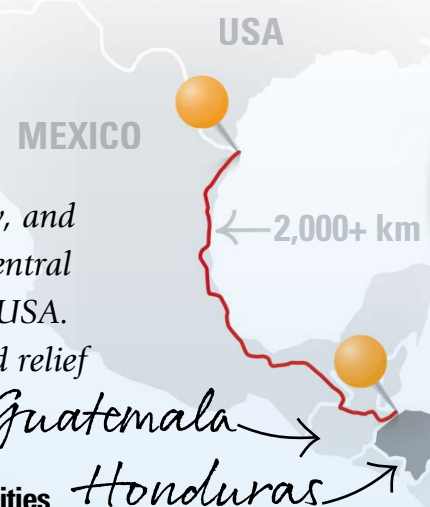 USA
MEXICO
, and
entral
2,000+ km
USA.
d relief
Guatemala
Honduras
ities